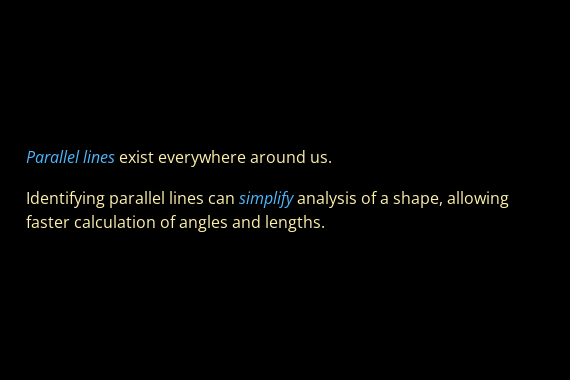 Parallel lines exist everywhere around us.
Identifying parallel lines can simplify analysis of a shape, allowing
faster calculation of angles and lengths.